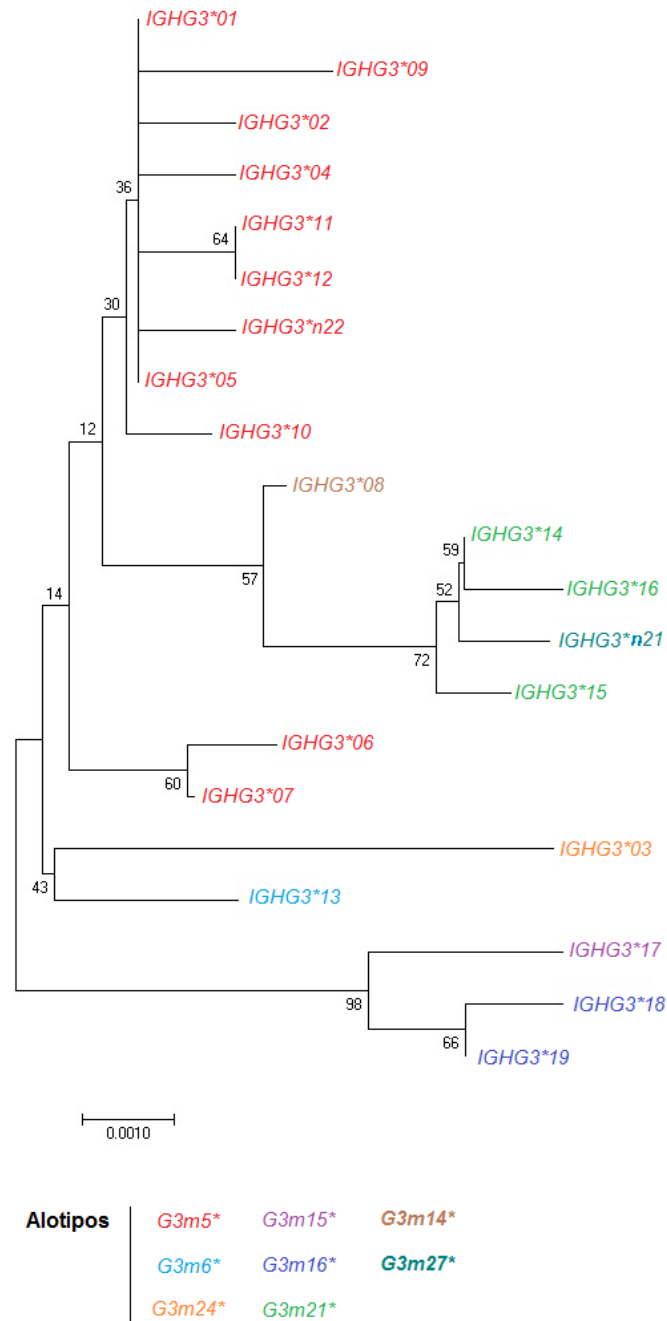 IGHG3*01
IGHG3*09
IGHG3*02
IGHG3*04
36
IGHG3*11
64
IGHG3*12
30
IGHG3*n22
IGHG3*05
12
IGHG3*10
IGHG3*08
IGHG3*14
59
57
IGHG3*16
52
14
IGHG3*n21
72
IGHG3*15
IGHG3*06
60
IGHG3*07
IGHG3*03
43
IGHG3*13
IGHG3*17
98
IGHG3*18
66
IGHG3*19
0.0010
Alotipos
G3m5* G3m15* G3m14*
G3m6* G3m16* G3m27*
G3m24* G3m21*